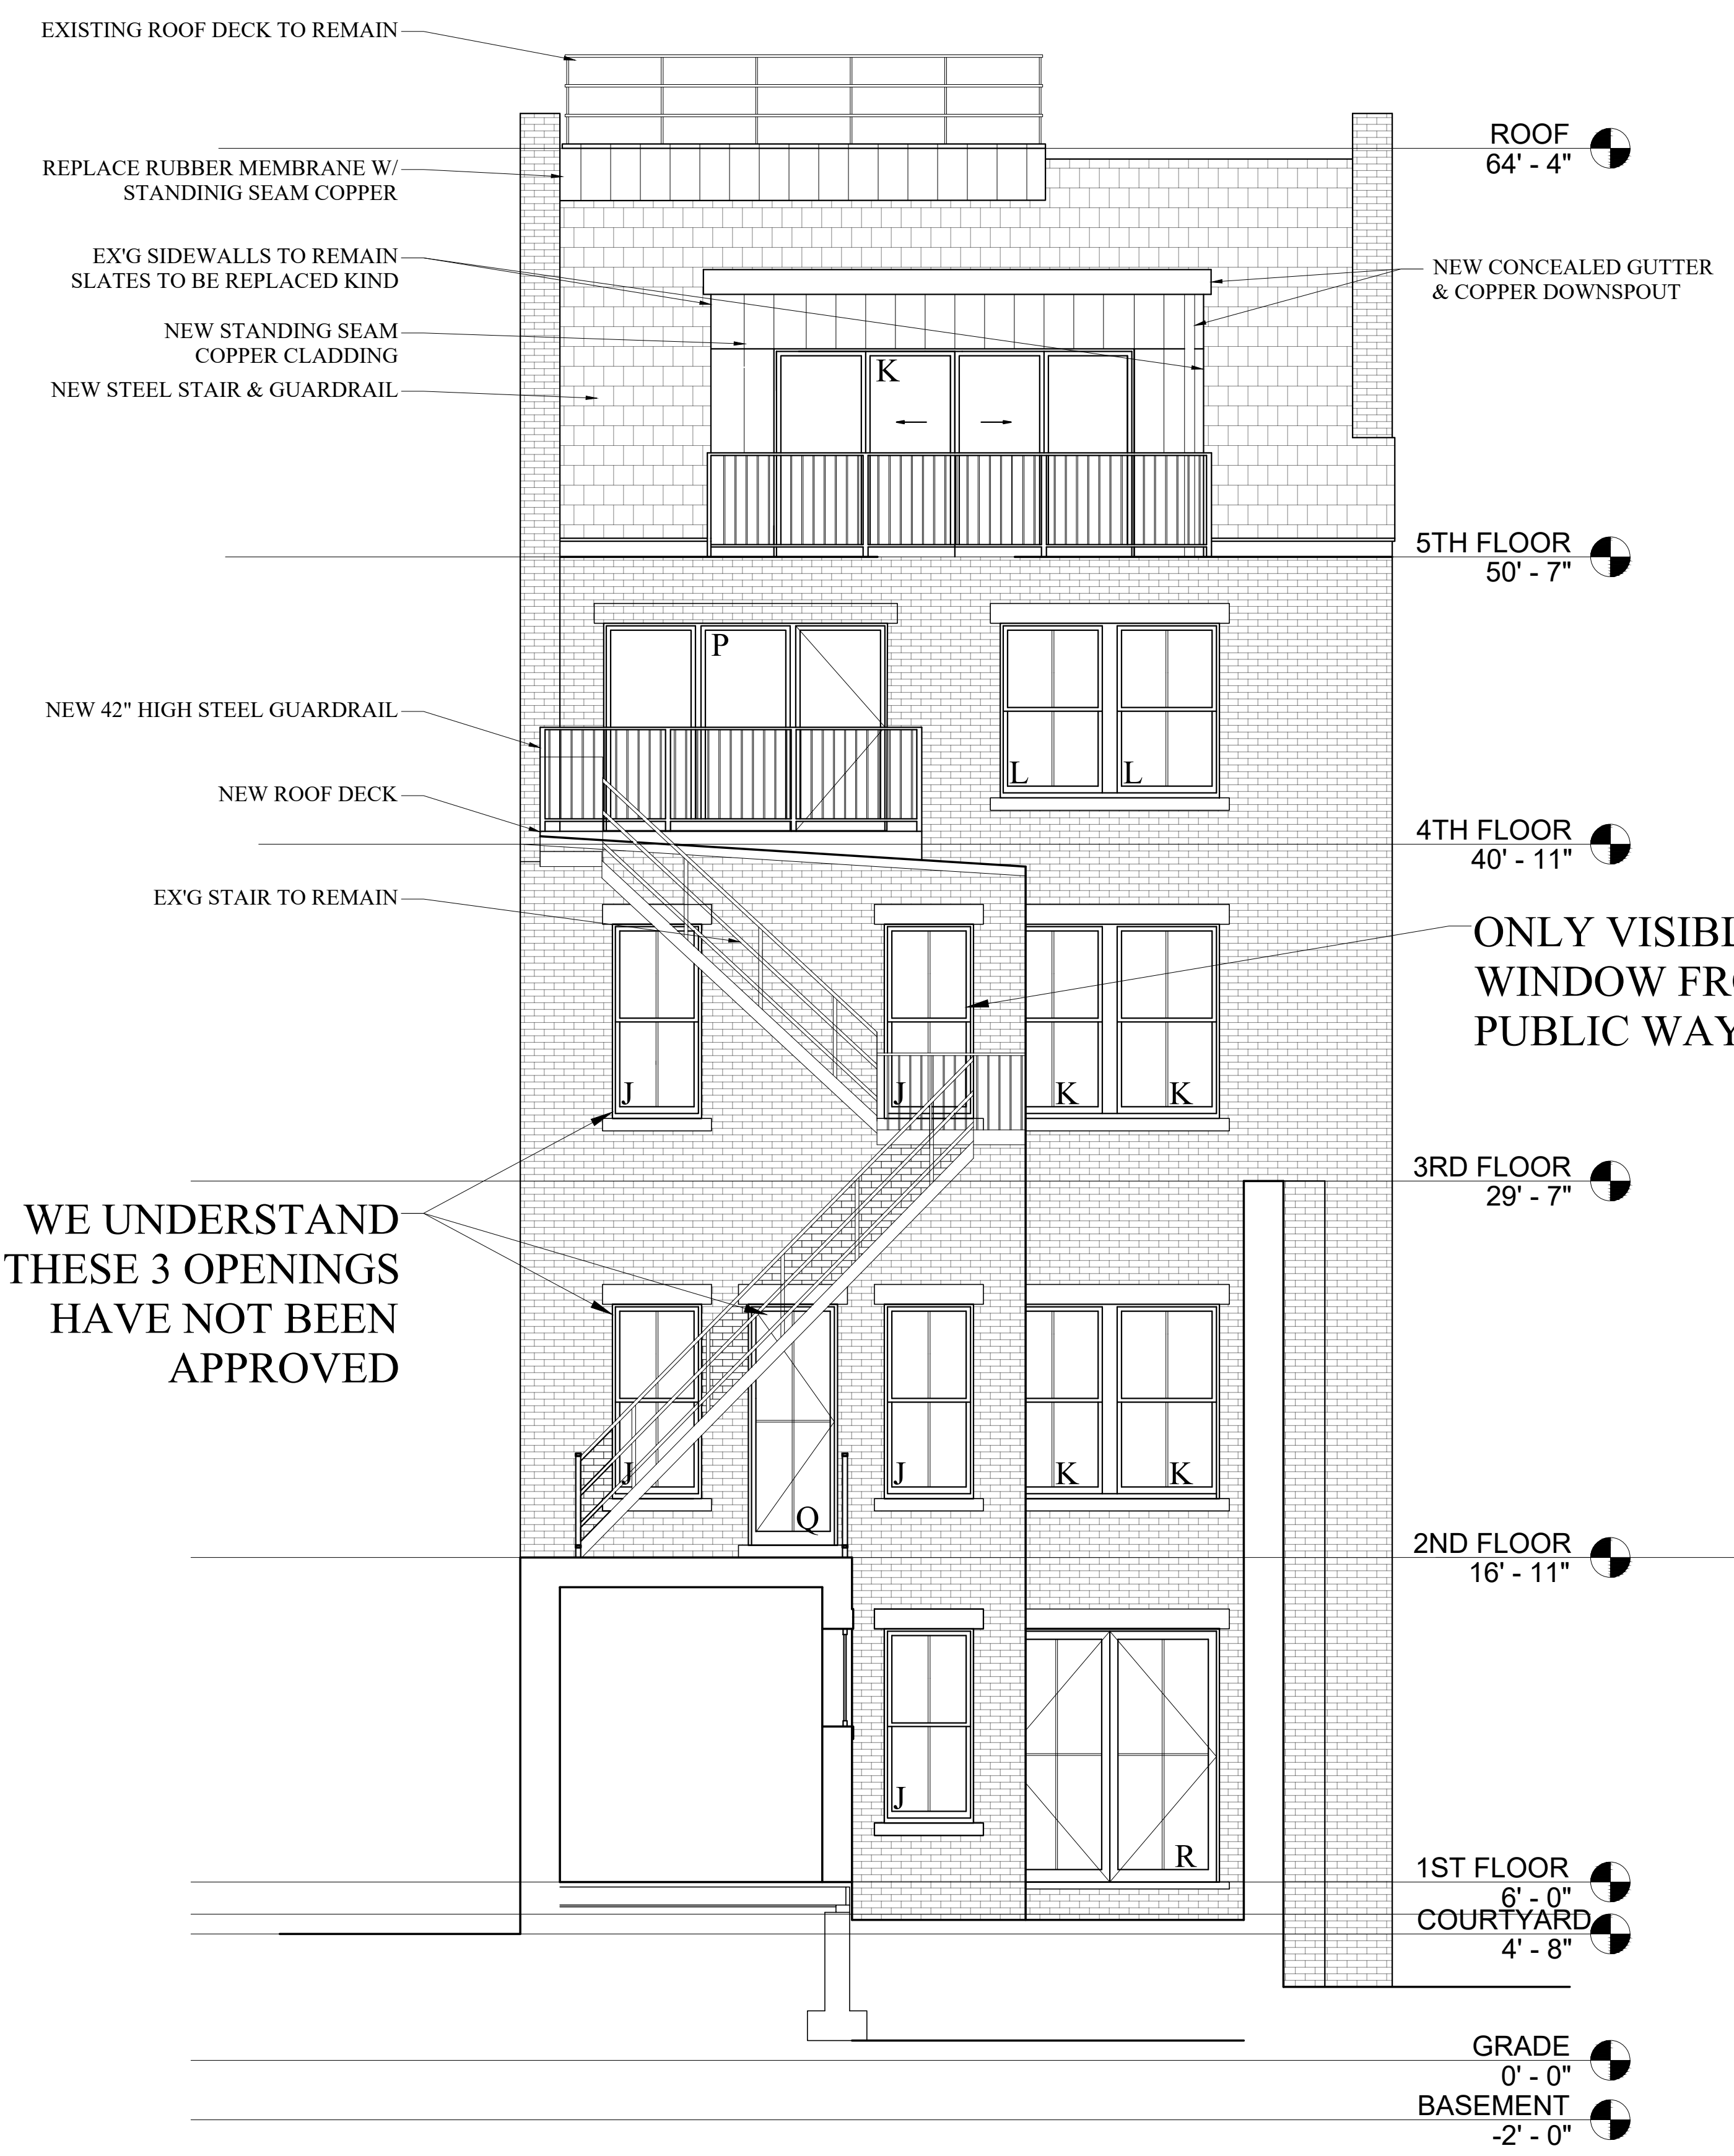 EXISTING ROOF DECK TO REMAIN
ROOF
64' - 4"
REPLACE RUBBER MEMBRANE W/
STANDINIG SEAM COPPER
EX'G SIDEWALLS TO REMAIN
SLATES TO BE REPLACED KIND
NEW CONCEALED GUTTER
& COPPER DOWNSPOUT
NEW STANDING SEAM
COPPER CLADDING
K
NEW STEEL STAIR & GUARDRAIL
5TH FLOOR
50' - 7"
P
NEW 42" HIGH STEEL GUARDRAIL
L
L
NEW ROOF DECK
4TH FLOOR
40' - 11"
EX'G STAIR TO REMAIN
ONLY VISIBL
WINDOW FRO
PUBLIC WAY
J
J
K
K
3RD FLOOR
29' - 7"
WE UNDERSTAND
THESE 3 OPENINGS
HAVE NOT BEEN
APPROVED
J
J
K
K
Q
2ND FLOOR
16' - 11"
J
R
1ST FLOOR
6' - 0"
COURTYARD
4' - 8"
GRADE
0' - 0"
BASEMENT
-2' - 0"